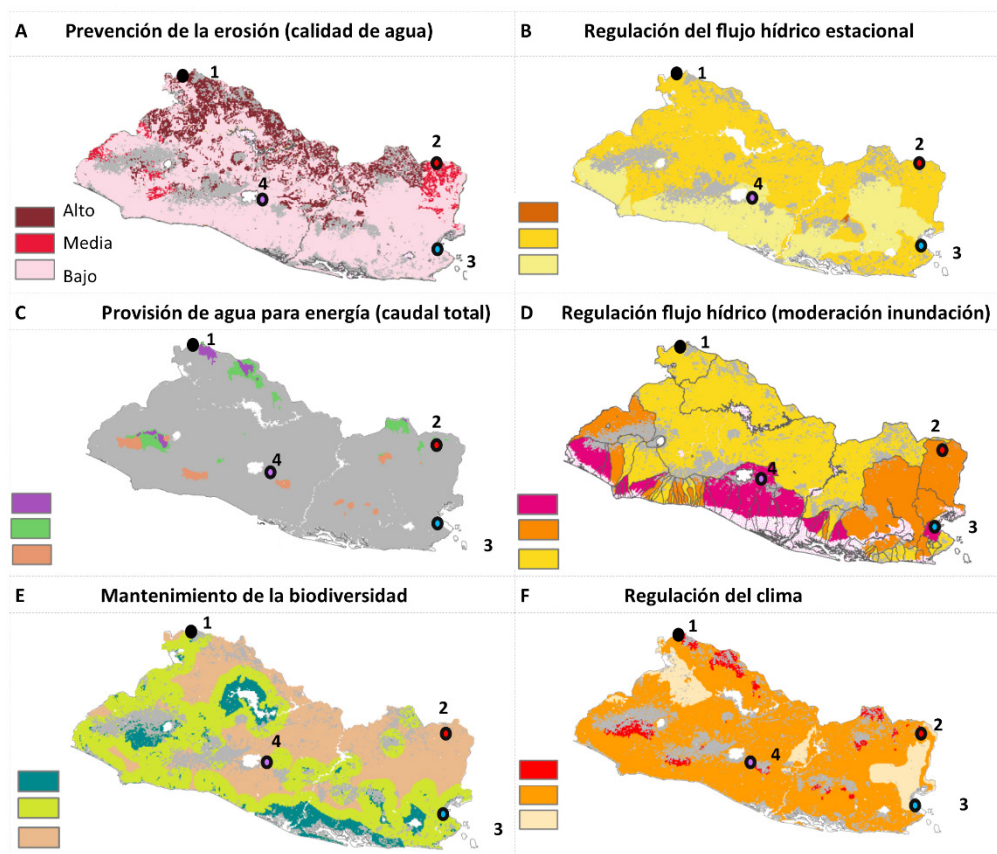 A Prevención de la erosión (calidad de agua)
1
2
4
3
Alto
Media
Bajo
B Regulación del flujo hídrico estacional
1
2
4
3
C Provisión de agua para energía (caudal total)
1
2
4
3
D Regulación flujo hídrico (moderación inundación)
1
2
4
3
E Mantenimiento de la biodiversidad
1
2
4
3
F Regulación del clima
1
2
4
3